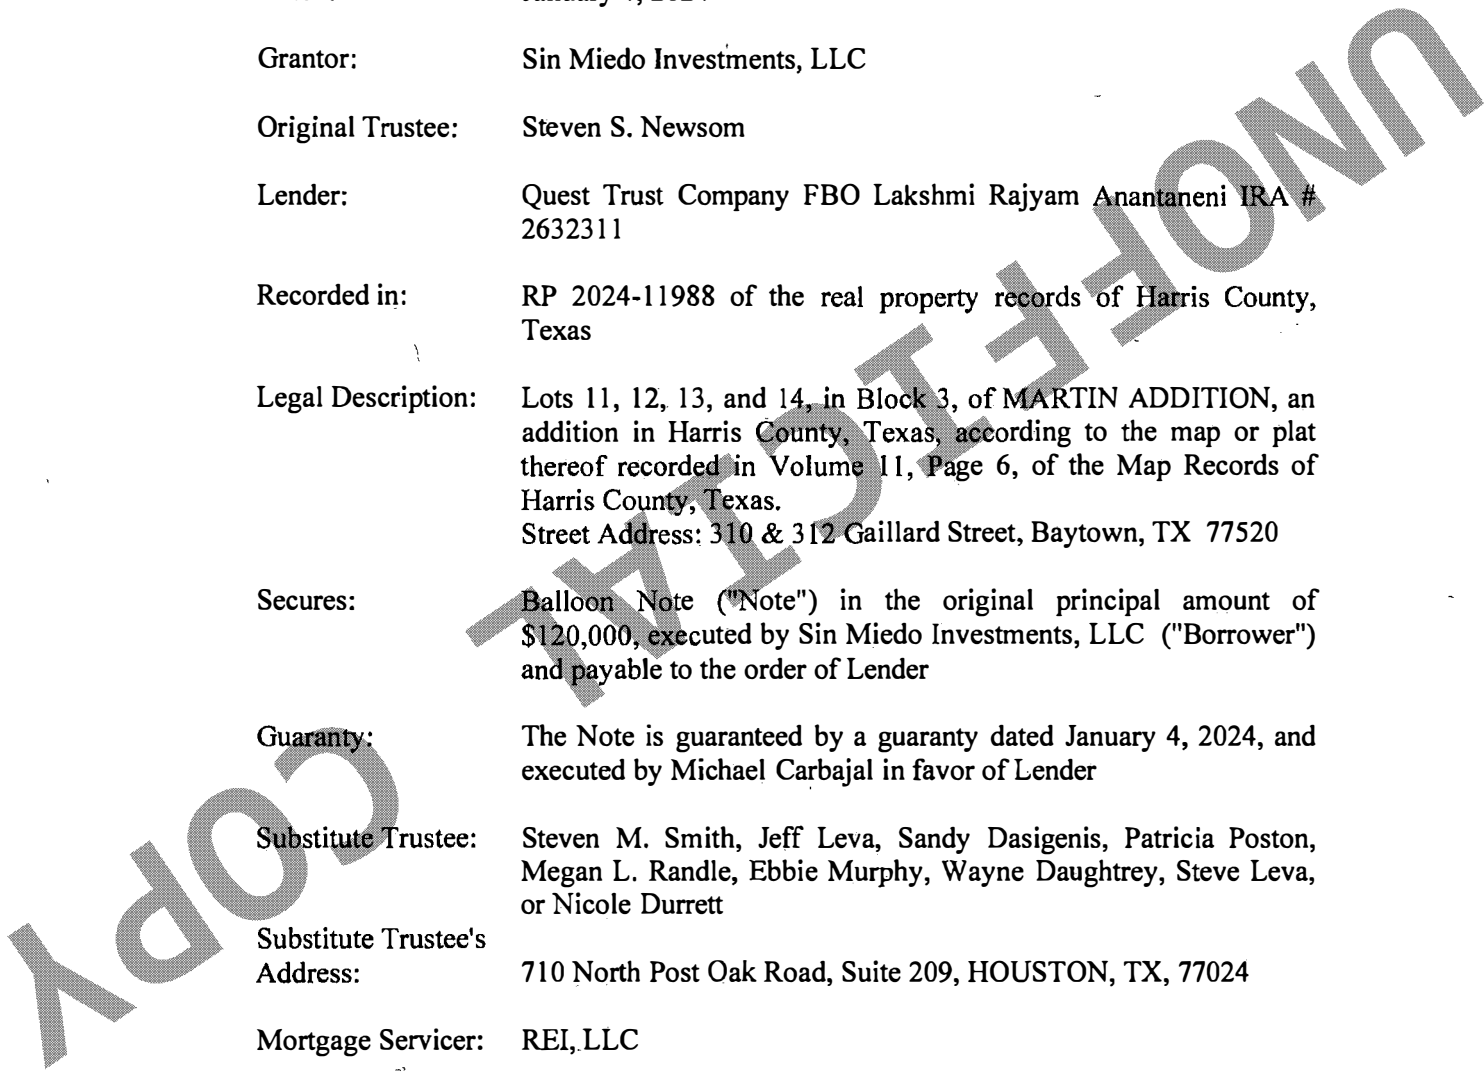 Grantor: Sin Miedo Investments, LLC
Original Trustee: Steven S. Newsom
Lender: Quest Trust Company FBO Lakshmi Rajyam Anantaneni IRA #
2632311
Recorded in: RP 2024-11988 of the real property records of Harris County,
Texas
Legal Description: Lots 11, 12, 13, and 14, in Block 3, of MARTIN ADDITION, an
addition in Harris County, Texas, according to the map or plat
thereof recorded in Volume 11, Page 6, of the Map Records of
Harris County, Texas.
Street Address: 310 & 312 Gaillard Street, Baytown, TX 77520
Secures: Balloon Note ("Note") in the original principal amount of
$120,000, executed by Sin Miedo Investments, LLC ("Borrower")
and payable to the order of Lender
Guaranty: The Note is guaranteed by a guaranty dated January 4, 2024, and
executed by Michael Carbajal in favor of Lender
Substitute Trustee: Steven M. Smith, Jeff Leva, Sandy Dasigenis, Patricia Poston,
Megan L. Randle, Ebbie Murphy, Wayne Daughtrey, Steve Leva,
or Nicole Durrett
Substitute Trustee's
Address: 710 North Post Oak Road, Suite 209, HOUSTON, TX, 77024
Mortgage Servicer: REI, LLC
UNOFFICIAL COPY